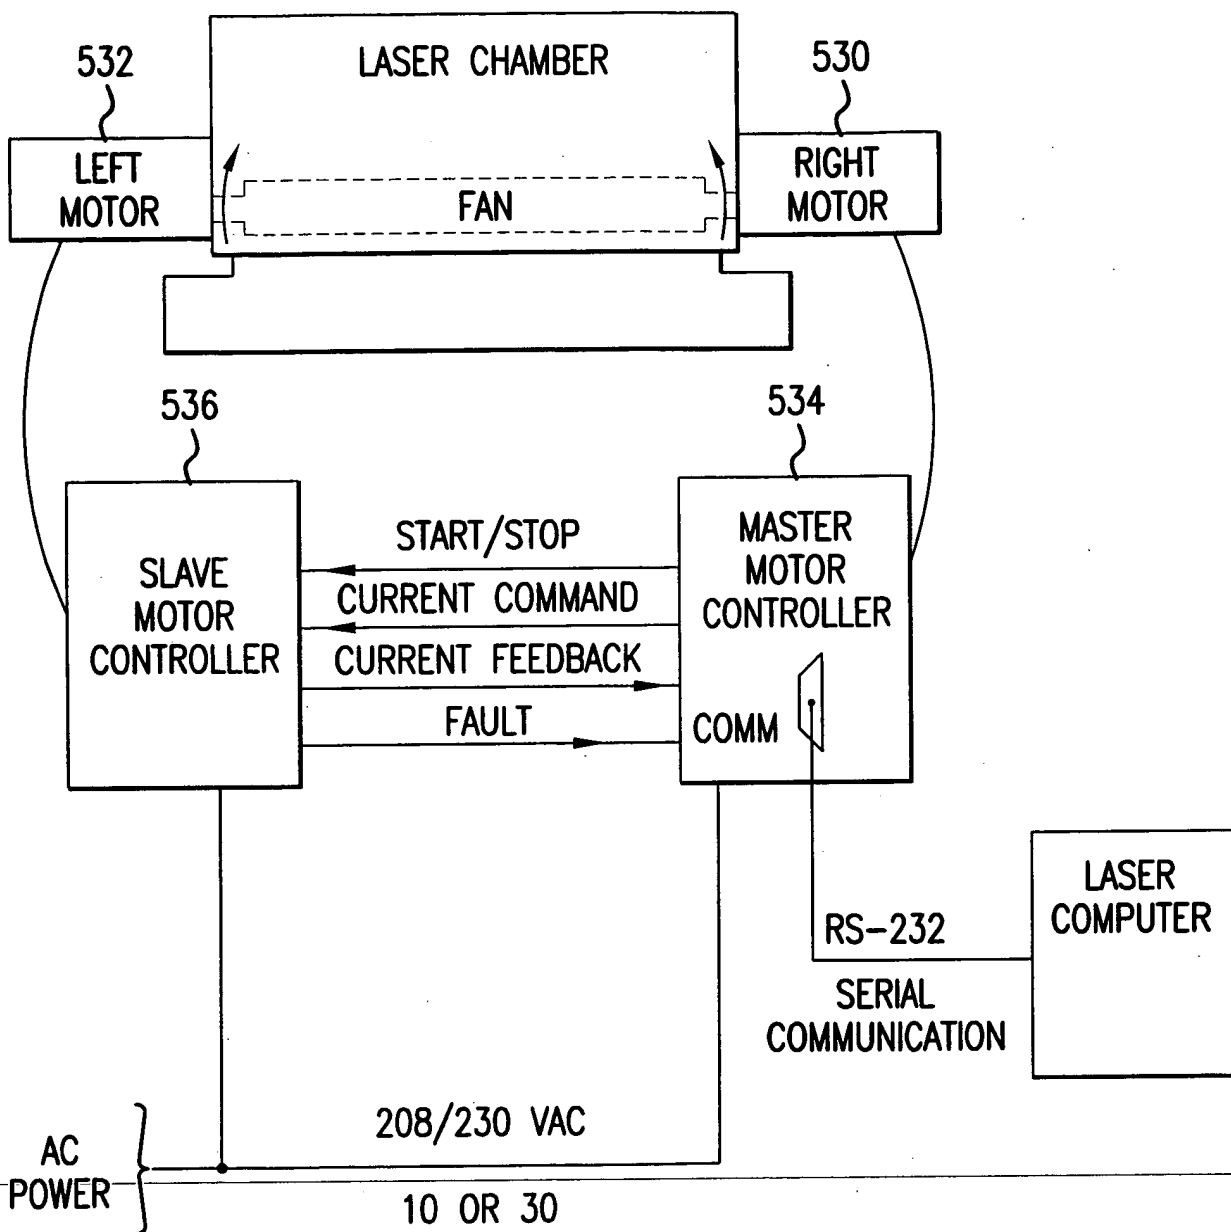 532
LASER CHAMBER
530
LEFT
MOTOR
FAN
RIGHT
MOTOR
536
534
SLAVE
MOTOR
CONTROLLER
START/STOP
CURRENT COMMAND
CURRENT FEEDBACK
FAULT
MASTER
MOTOR
CONTROLLER
COMM
LASER
COMPUTER
RS-232
SERIAL
COMMUNICATION
AC
POWER
208/230 VAC
10 OR 30